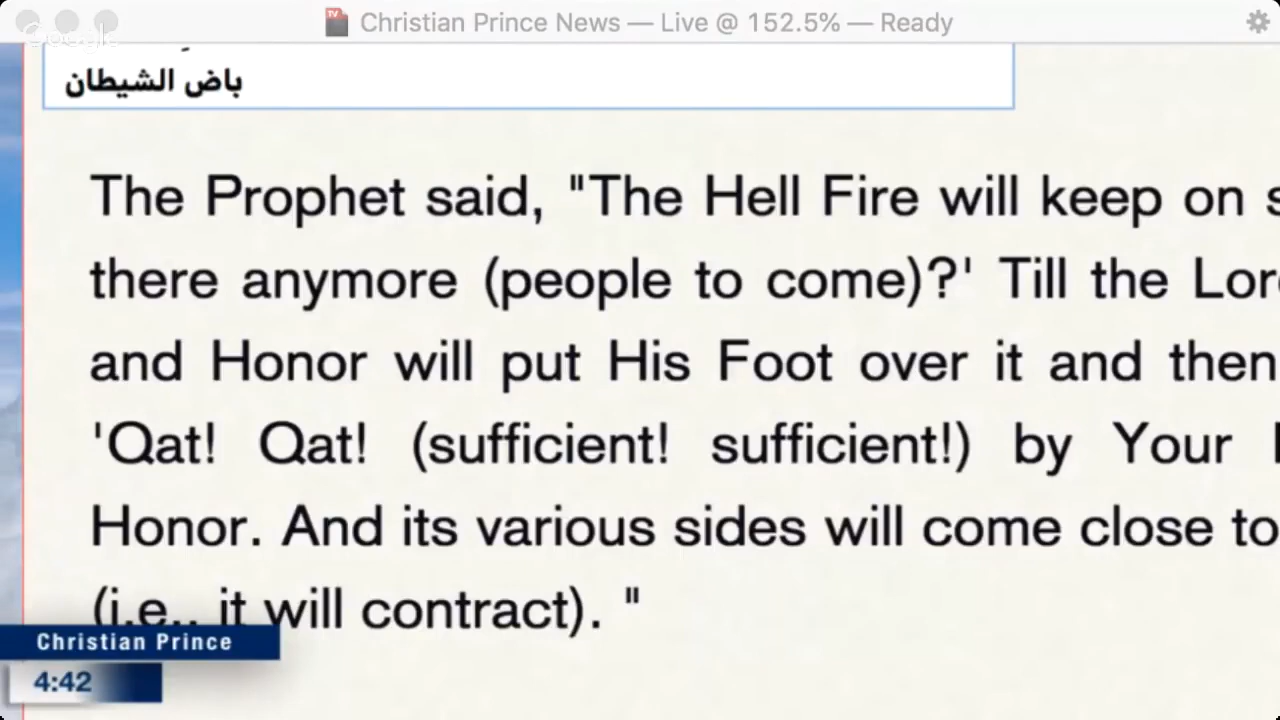 Christian Prince News — Live @ 152.5% — Ready
Google
باض الشيطان
The Prophet said, "The Hell Fire will keep on s
there anymore (people to come)?' Till the Lor
and Honor will put His Foot over it and then
'Qat! Qat! (sufficient! sufficient!) by Your
Honor. And its various sides will come close to
(i.e., it will contract). "
Christian Prince
4:42